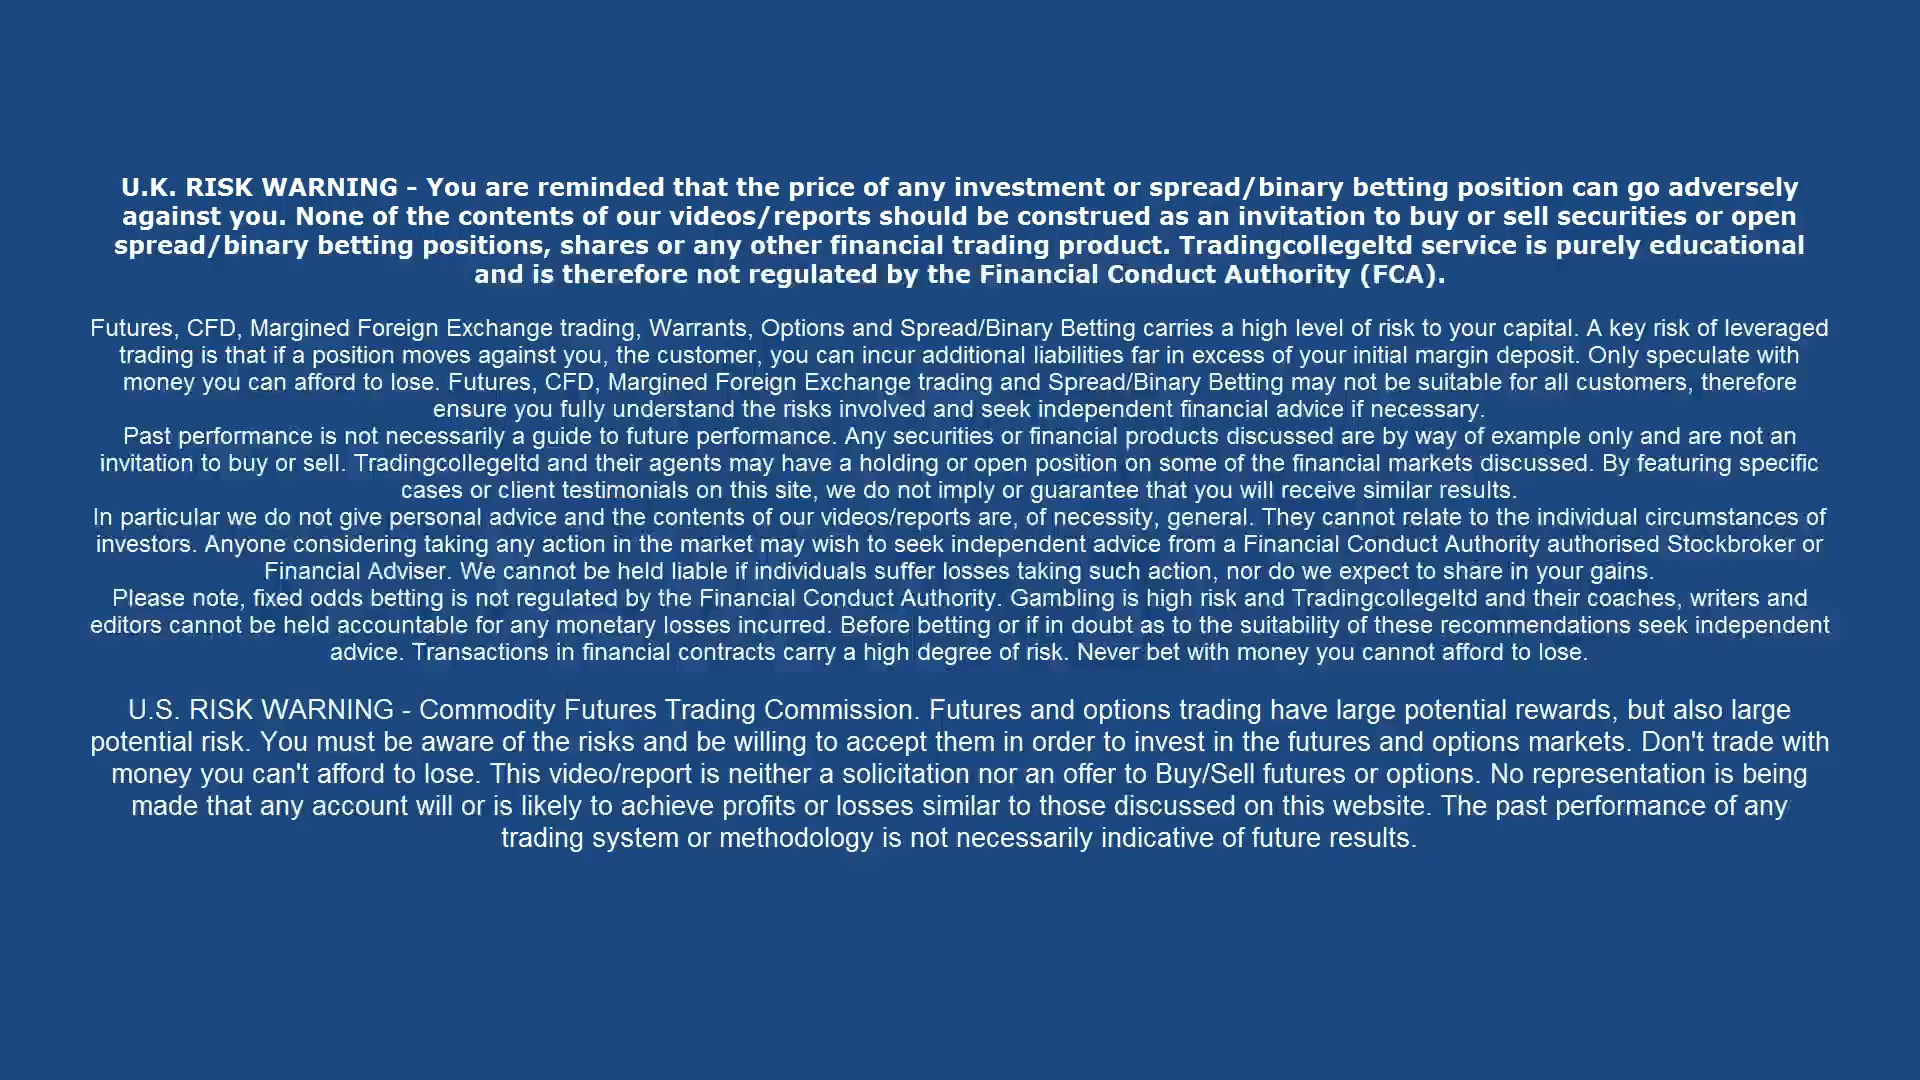 U.K. RISK WARNING - You are reminded that the price of any investment or spread/binary betting position can go adversely
against you. None of the contents of our videos/reports should be construed as an invitation to buy or sell securities or open
spread/binary betting positions, shares or any other financial trading product. Tradingcollegeltd service is purely educational
and is therefore not regulated by the Financial Conduct Authority (FCA).
Futures, CFD, Margined Foreign Exchange trading, Warrants, Options and Spread/Binary Betting carries a high level of risk to your capital. A key risk of leveraged
trading is that if a position moves against you, the customer, you can incur additional liabilities far in excess of your initial margin deposit. Only speculate with
money you can afford to lose. Futures, CFD, Margined Foreign Exchange trading and Spread/Binary Betting may not be suitable for all customers, therefore
ensure you fully understand the risks involved and seek independent financial advice if necessary.
Past performance is not necessarily a guide to future performance. Any securities or financial products discussed are by way of example only and are not an
invitation to buy or sell. Tradingcollegeltd and their agents may have a holding or open position on some of the financial markets discussed. By featuring specific
cases or client testimonials on this site, we do not imply or guarantee that you will receive similar results.
In particular we do not give personal advice and the contents of our videos/reports are, of necessity, general. They cannot relate to the individual circumstances of
investors. Anyone considering taking any action in the market may wish to seek independent advice from a Financial Conduct Authority authorised Stockbroker or
Financial Adviser. We cannot be held liable if individuals suffer losses taking such action, nor do we expect to share in your gains.
Please note, fixed odds betting is not regulated by the Financial Conduct Authority. Gambling is high risk and Tradingcollegeltd and their coaches, writers and
editors cannot be held accountable for any monetary losses incurred. Before betting or if in doubt as to the suitability of these recommendations seek independent
advice. Transactions in financial contracts carry a high degree of risk. Never bet with money you cannot afford to lose.
U.S. RISK WARNING - Commodity Futures Trading Commission. Futures and options trading have large potential rewards, but also large
potential risk. You must be aware of the risks and be willing to accept them in order to invest in the futures and options markets. Don't trade with
money you can't afford to lose. This video/report is neither a solicitation nor an offer to Buy/Sell futures or options. No representation is being
made that any account will or is likely to achieve profits or losses similar to those discussed on this website. The past performance of any
trading system or methodology is not necessarily indicative of future results.